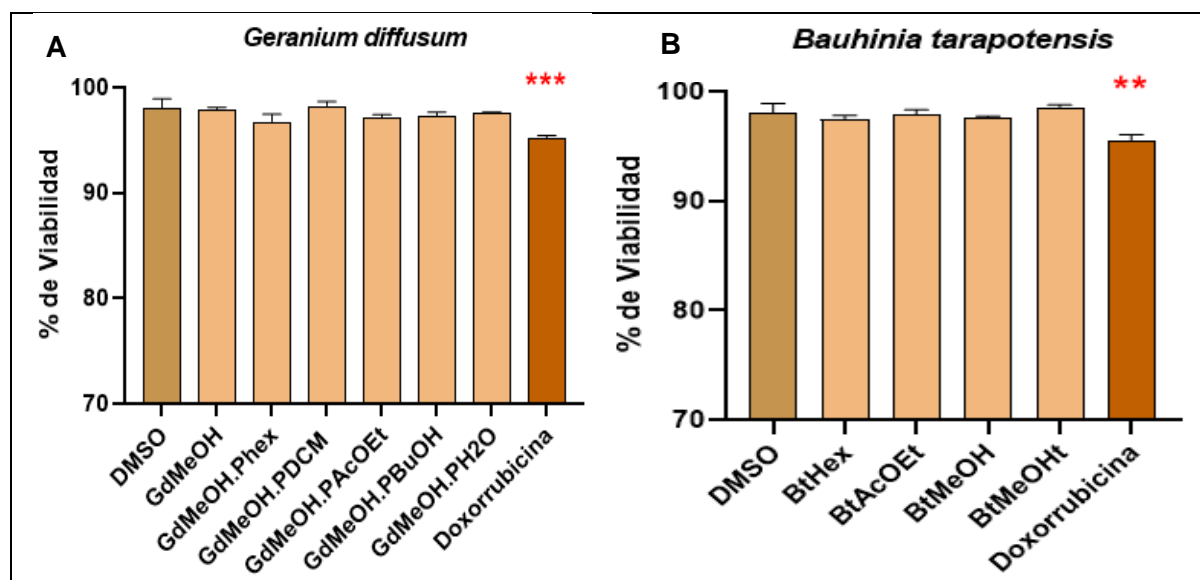 A
Geranium diffusum
***
% de Viabilidad
100
90
80
70
DMSO
GdMeOH
GdMeOH.Phex
GdMeOH.PDCM
GdMeOH.PAcOEt
GdMeOH.PBuOH
GdMeOH.PH2O
Doxorrubicina
B
Bauhinia tarapotensis
**
% de Viabilidad
100
90
80
70
DMSO
BtHex
BtAcOEt
BtMeOH
BtMeOHt
Doxorrubicina